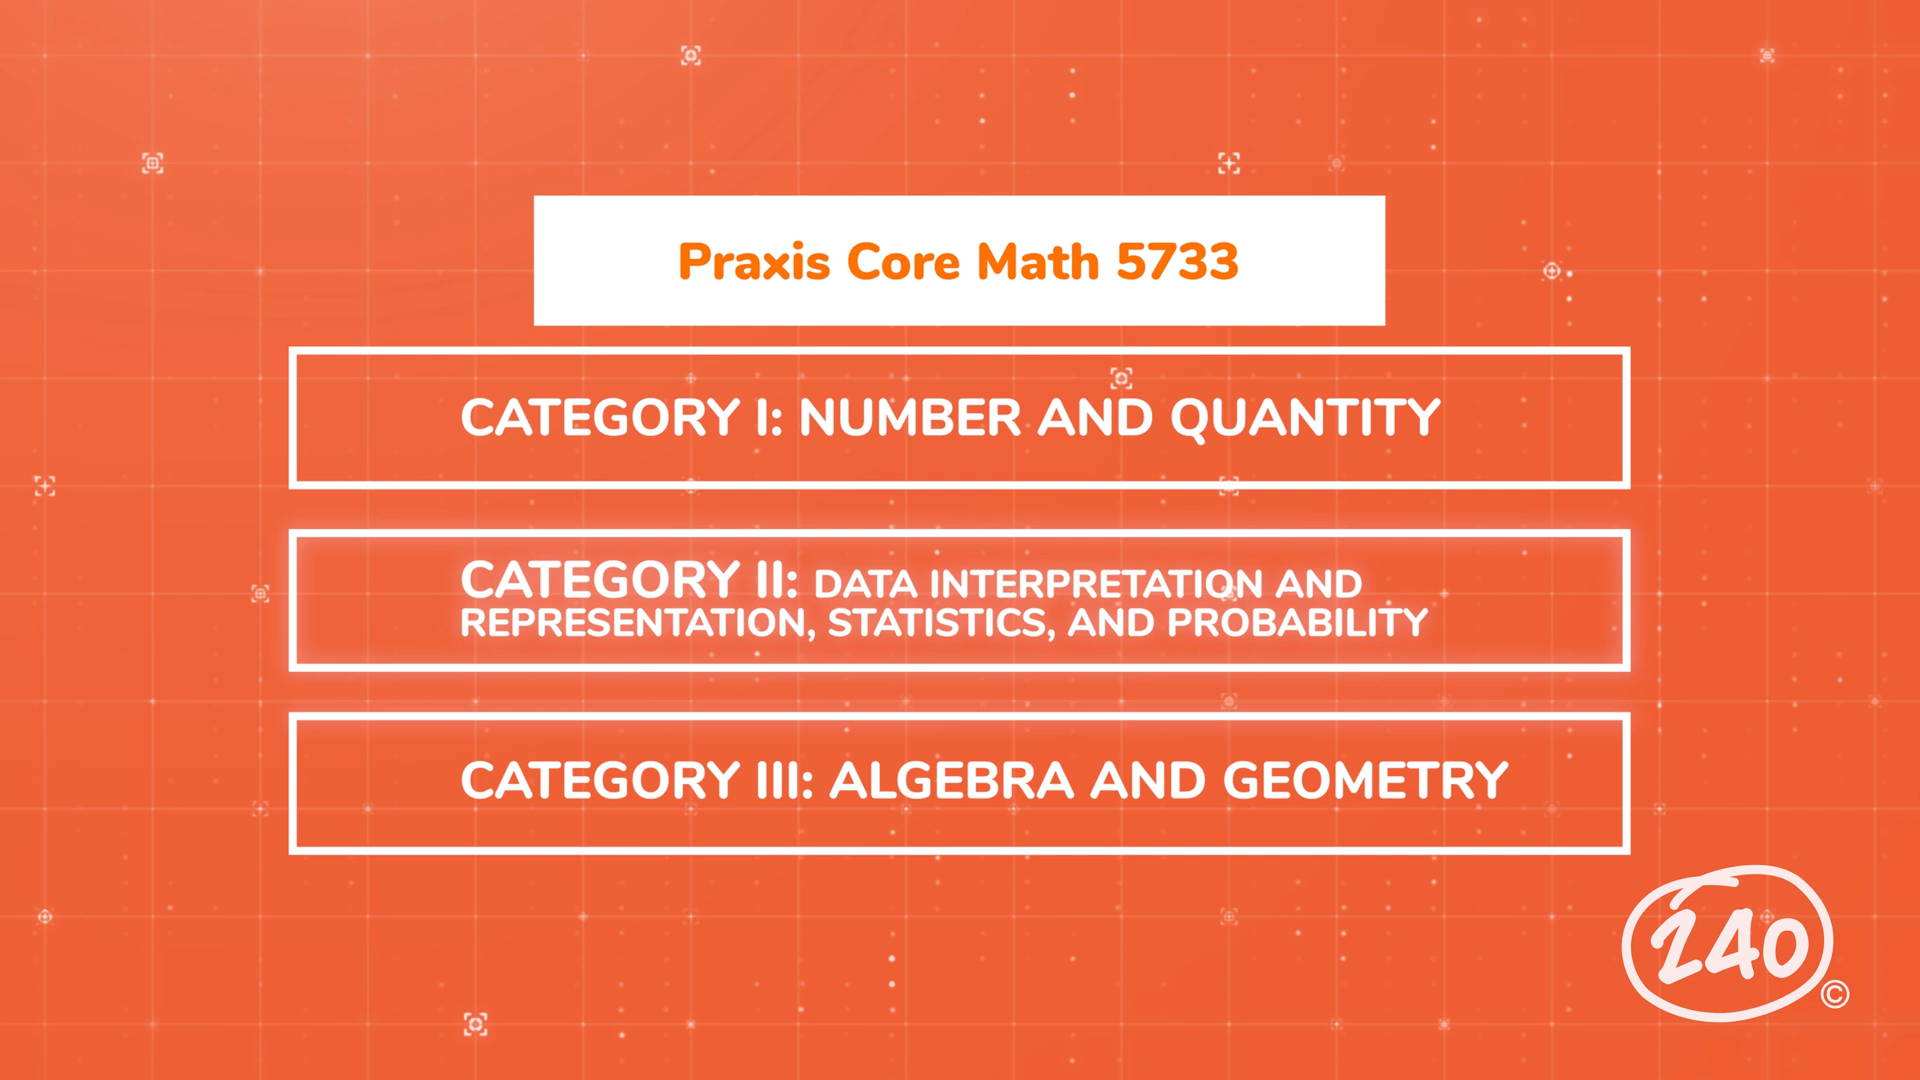 Praxis Core Math 5733
CATEGORY I: NUMBER AND QUANTITY
CATEGORY II: DATA INTERPRETATION AND
REPRESENTATION, STATISTICS, AND PROBABILITY
CATEGORY III: ALGEBRA AND GEOMETRY
240
©